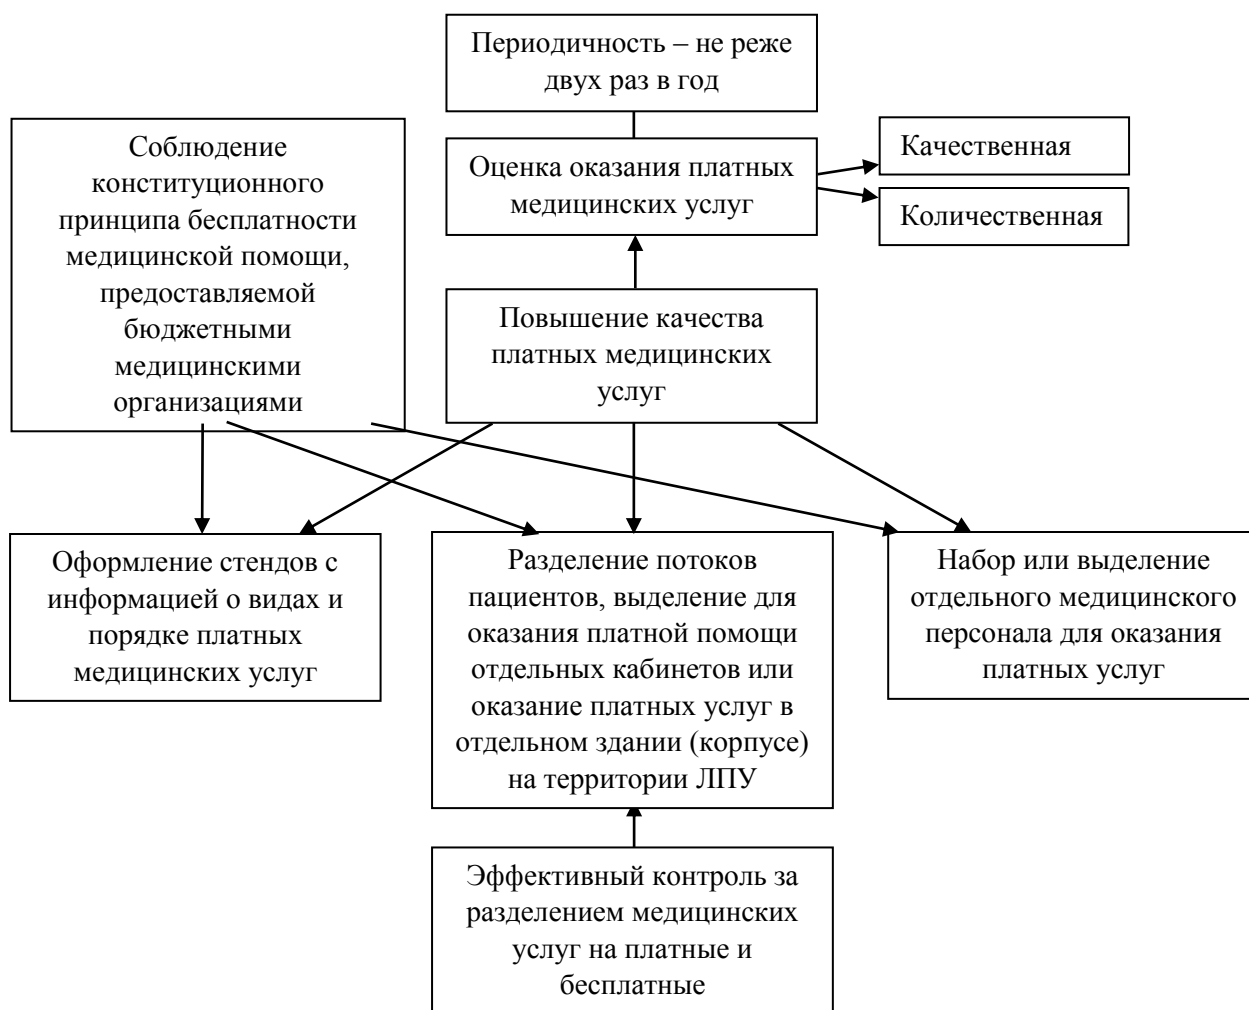 Периодичность – не реже
двух раз в год
Соблюдение
конституционного
принципа бесплатности
медицинской помощи,
предоставляемой
бюджетными
медицинскими
организациями
Оценка оказания платных
медицинских услуг
Качественная
Количественная
Повышение качества
платных медицинских
услуг
Оформление стендов с
информацией о видах и
порядке платных
медицинских услуг
Разделение потоков
пациентов, выделение для
оказания платной помощи
отдельных кабинетов или
оказание платных услуг в
отдельном здании (корпусе)
на территории ЛПУ
Набор или выделение
отдельного медицинского
персонала для оказания
платных услуг
Эффективный контроль за
разделением медицинских
услуг на платные и
бесплатные